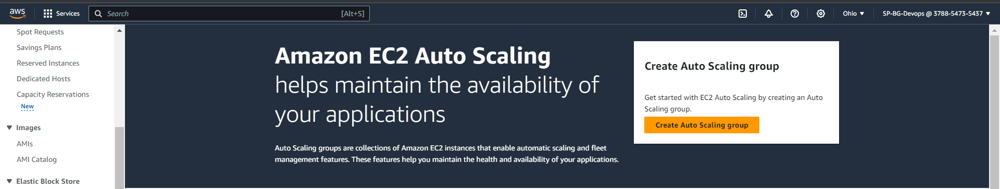 aws
Services
Search
[Alt+S]
Ohio
SP-BG-Devops @ 3788-5473-5437
Spot Requests
Savings Plans
Reserved Instances
Dedicated Hosts
Capacity Reservations
New
Images
AMIs
AMI Catalog
Elastic Block Store
Amazon EC2 Auto Scaling
helps maintain the availability of
your applications
Auto Scaling groups are collections of Amazon EC2 instances that enable automatic scaling and fleet
management features. These features help you maintain the health and availability of your applications.
Create Auto Scaling group
Get started with EC2 Auto Scaling by creating an Auto
Scaling group.
Create Auto Scaling group